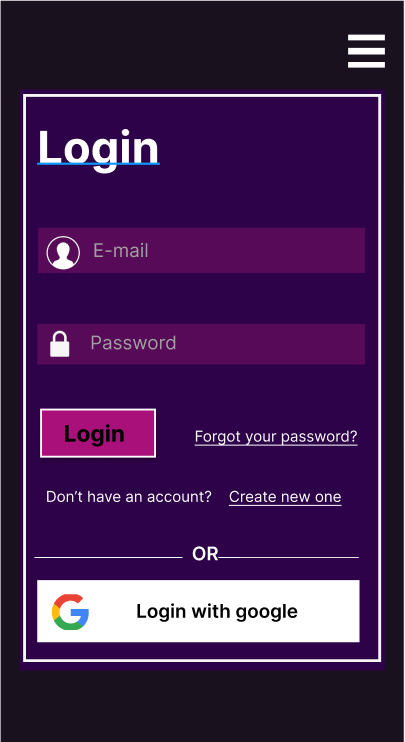 Login
E-mail
Password
Login
Forgot your password?
Don’t have an account? Create new one
OR
Login with google